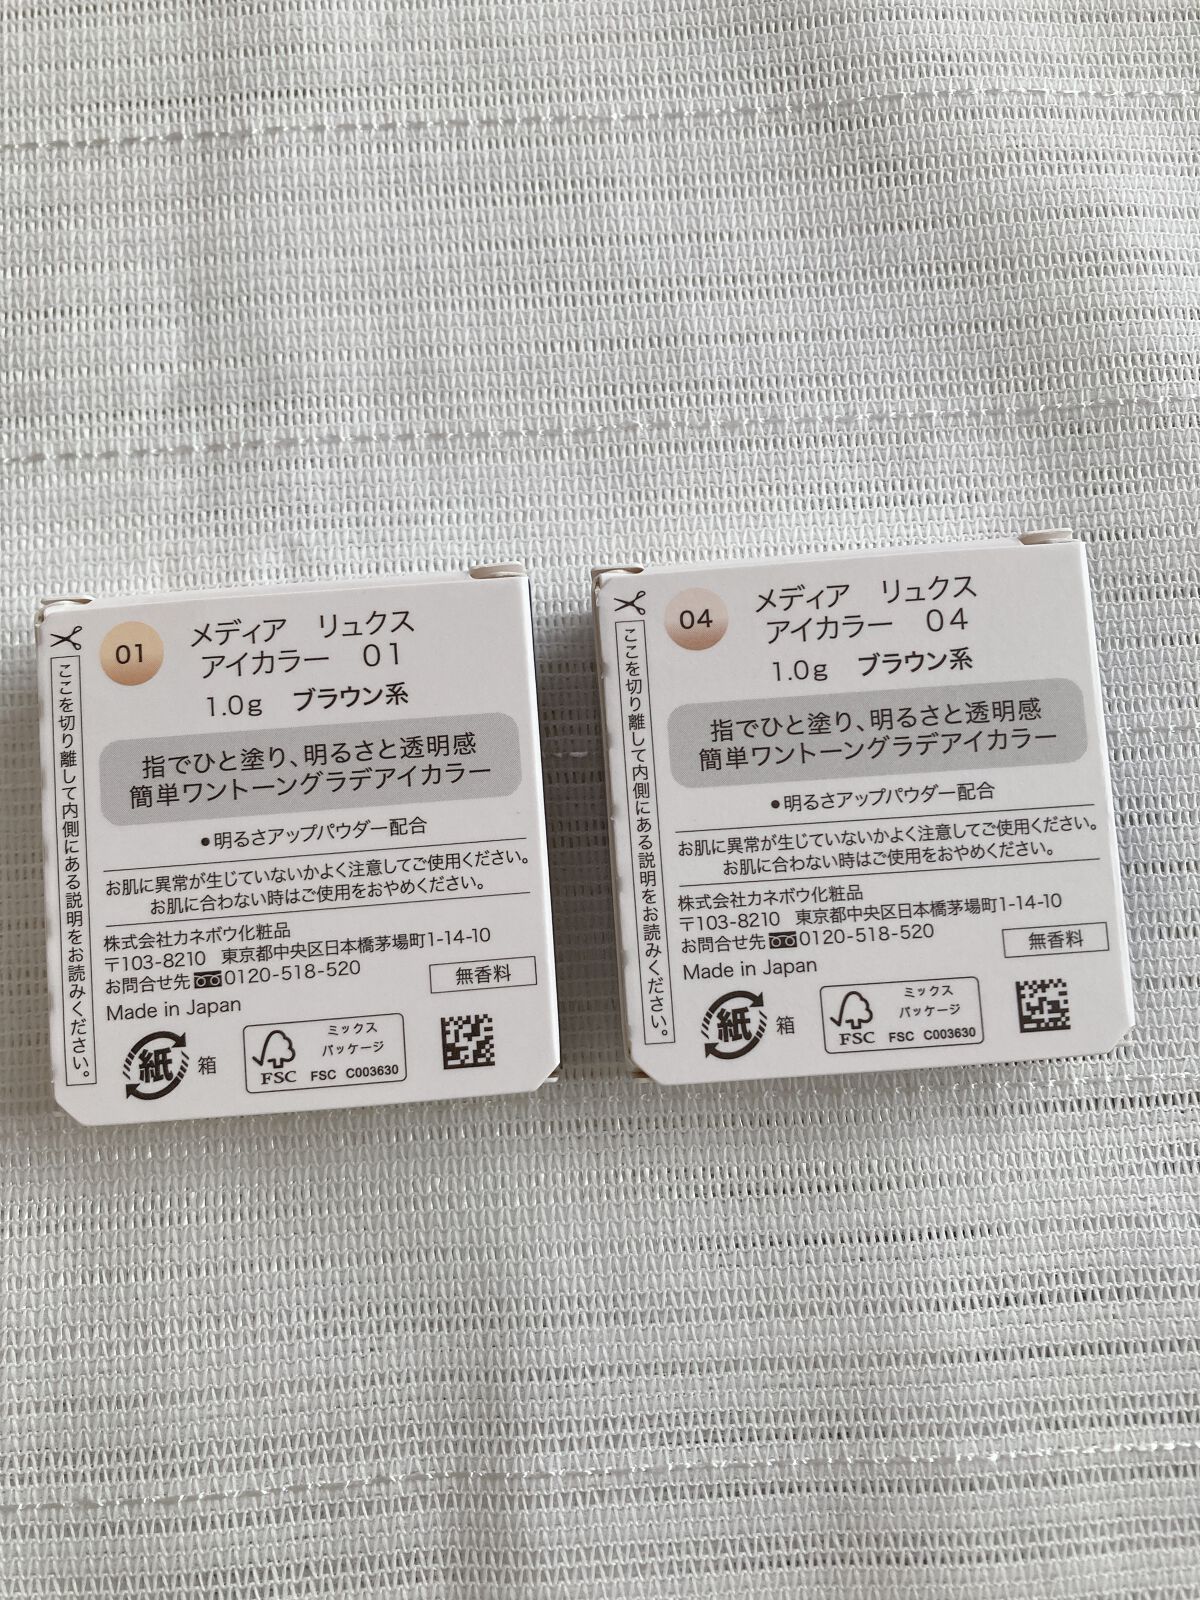 ここを切り離して内側にある説明をお読みください。
01
メディア　リュクス
アイカラー　01
1.0g　ブラウン系
指でひと塗り、明るさと透明感
簡単ワントーングラデアイカラー
●明るさアップパウダー配合
お肌に異常が生じていないかよく注意してご使用ください。
お肌に合わない時はご使用をおやめください。
株式会社カネボウ化粧品
〒103-8210　東京都中央区日本橋茅場町1-14-10
お問合せ先 0120-518-520
無香料
Made in Japan
紙 箱
FSC
ミックス
パッケージ
FSC C003630
ここを切り離して内側にある説明をお読みください。
04
メディア　リュクス
アイカラー　04
1.0g　ブラウン系
指でひと塗り、明るさと透明感
簡単ワントーングラデアイカラー
●明るさアップパウダー配合
お肌に異常が生じていないかよく注意してご使用ください。
お肌に合わない時はご使用をおやめください。
株式会社カネボウ化粧品
〒103-8210　東京都中央区日本橋茅場町1-14-10
お問合せ先 0120-518-520
無香料
Made in Japan
紙 箱
FSC
ミックス
パッケージ
FSC C003630